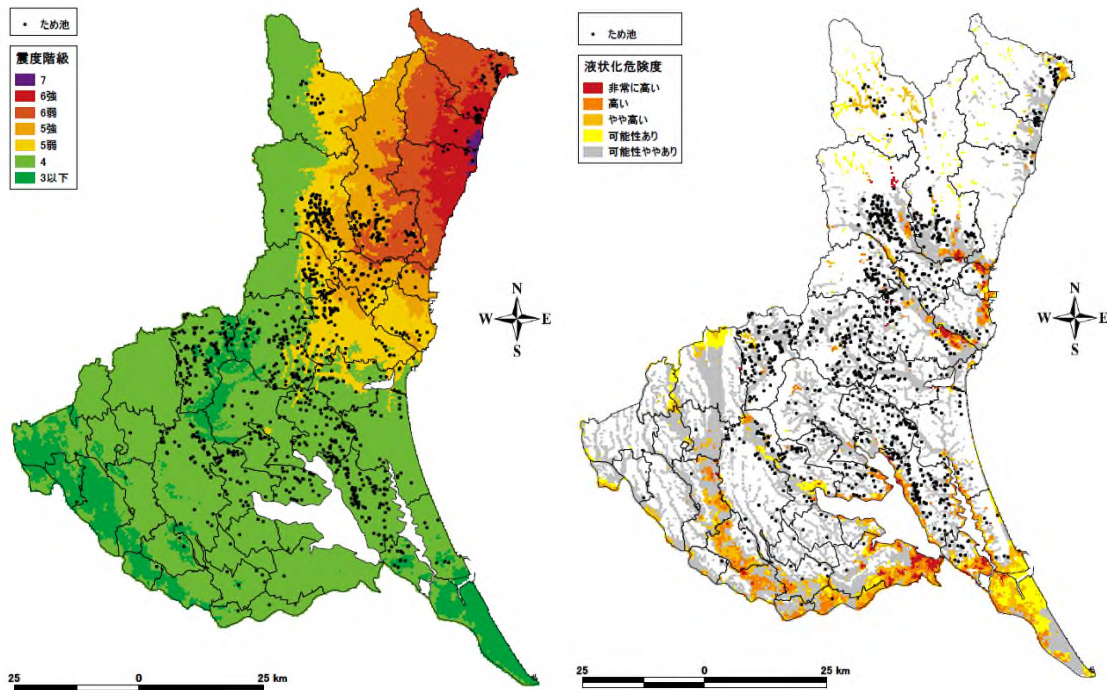 ため池
震度階級
7
6強
6弱
5強
5弱
4
3以下
N
W E
S
25 0 25 km
ため池
液状化危険度
非常に高い
高い
やや高い
可能性あり
可能性ややあり
N
W E
S
25 0 25 km